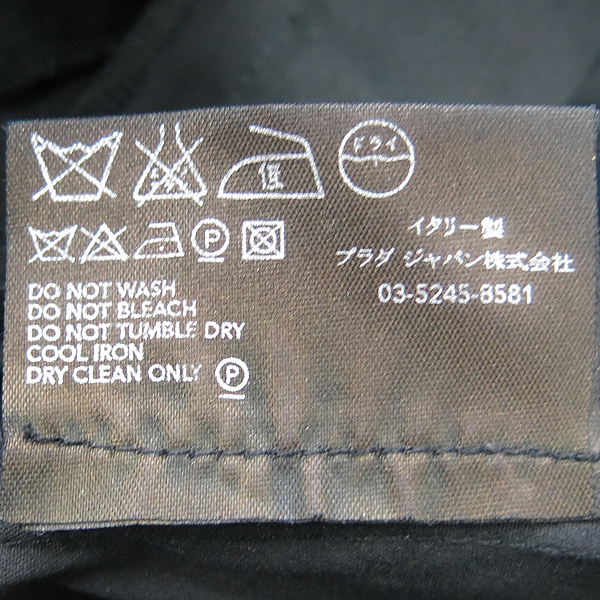 ドライ
低
P
イタリー製
プラダ ジャパン株式会社
03-5245-8581
DO NOT WASH
DO NOT BLEACH
DO NOT TUMBLE DRY
COOL IRON
DRY CLEAN ONLY P